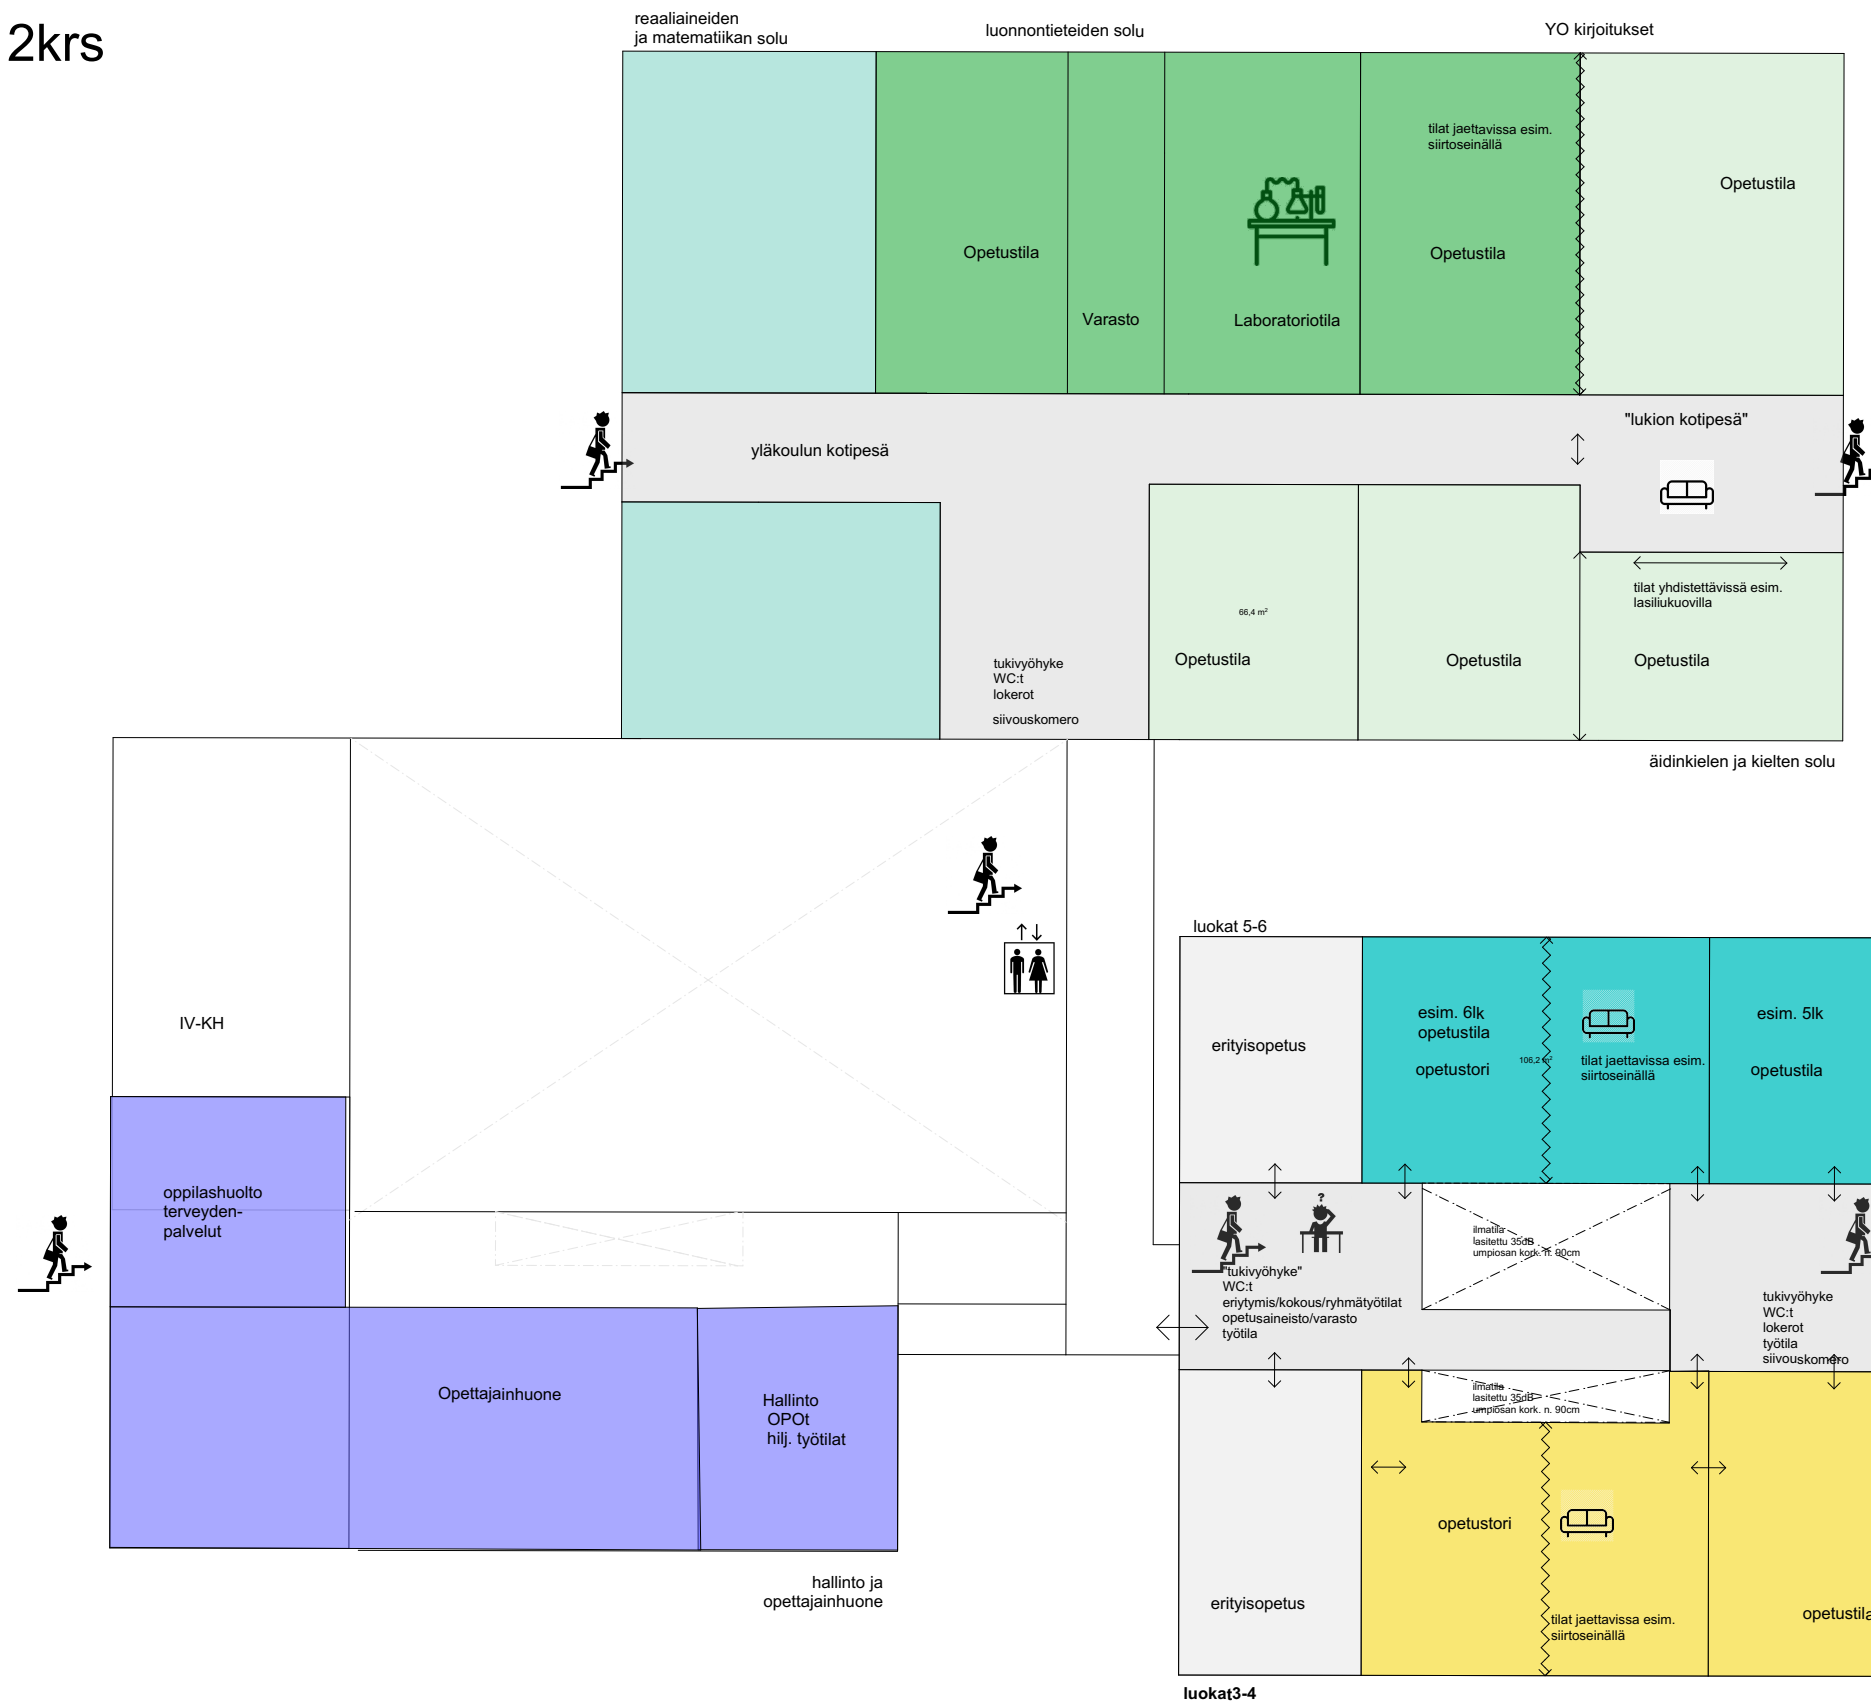 2krs
reaaliaineiden
ja matematiikan solu
luonnontieteiden solu
YO kirjoitukset
tilat jaettavissa esim.
siirtoseinällä
Opetustila
Opetustila
Opetustila
Varasto
Laboratoriotila
"lukion kotipesä"
yläkoulun kotipesä
tilat yhdistettävissä esim.
lasiliukuovilla
66,4 m²
Opetustila
Opetustila
Opetustila
tukivyöhyke
WC:t
lokerot
siivouskomero
äidinkielen ja kielten solu
luokat 5-6
IV-KH
erityisopetus
esim. 6lk
opetustila
opetustori
106,2 m²
tilat jaettavissa esim.
siirtoseinällä
esim. 5lk
opetustila
oppilashuolto
terveyden-
palvelut
?
ilmatila
lasitettu 35dB
umpiosan kork. n. 90cm
"tukivyöhyke"
WC:t
eriytymis/kokous/ryhmätyötilat
opetusaineisto/varasto
työtila
tukivyöhyke
WC:t
lokerot
työtila
siivouskomero
ilmatila
lasitettu 35dB
umpiosan kork. n. 90cm
Opettajainhuone
Hallinto
OPOt
hilj. työtilat
opetustori
hallinto ja
opettajainhuone
erityisopetus
tilat jaettavissa esim.
siirtoseinällä
opetustila
luokat3-4